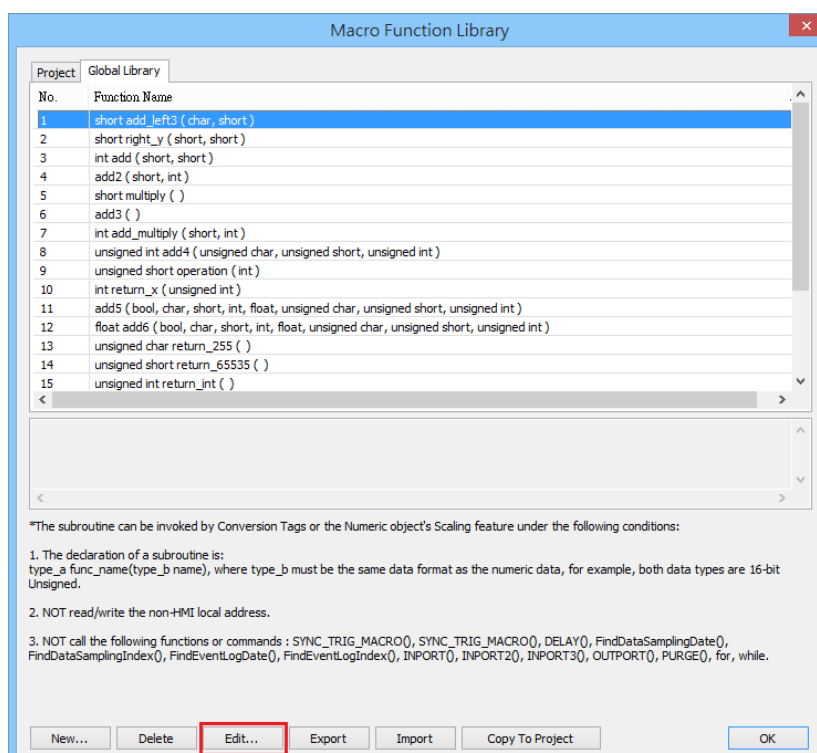 Macro Function Library
Project Global Library
No. Function Name
1 short add_left3 ( char, short )
2 short right_y ( short, short )
3 int add ( short, short )
4 add2 ( short, int )
5 short multiply ( )
6 add3 ( )
7 int add_multiply ( short, int )
8 unsigned int add4 ( unsigned char, unsigned short, unsigned int )
9 unsigned short operation ( int )
10 int return_x ( unsigned int )
11 add5 ( bool, char, short, int, float, unsigned char, unsigned short, unsigned int )
12 float add6 ( bool, char, short, int, float, unsigned char, unsigned short, unsigned int )
13 unsigned char return_255 ( )
14 unsigned short return_65535 ( )
15 unsigned int return_int ( )
*The subroutine can be invoked by Conversion Tags or the Numeric object's Scaling feature under the following conditions:
1. The declaration of a subroutine is:
type_a func_name(type_b name), where type_b must be the same data format as the numeric data, for example, both data types are 16-bit
Unsigned.
2. NOT read/write the non-HMI local address.
3. NOT call the following functions or commands : SYNC_TRIG_MACRO(), SYNC_TRIG_MACRO(), DELAY(), FindDataSamplingDate(),
FindDataSamplingIndex(), FindEventLogDate(), FindEventLogIndex(), INPORT(), INPORT2(), INPORT3(), OUTPORT(), PURGE(), for, while.
New... Delete Edit... Export Import Copy To Project OK